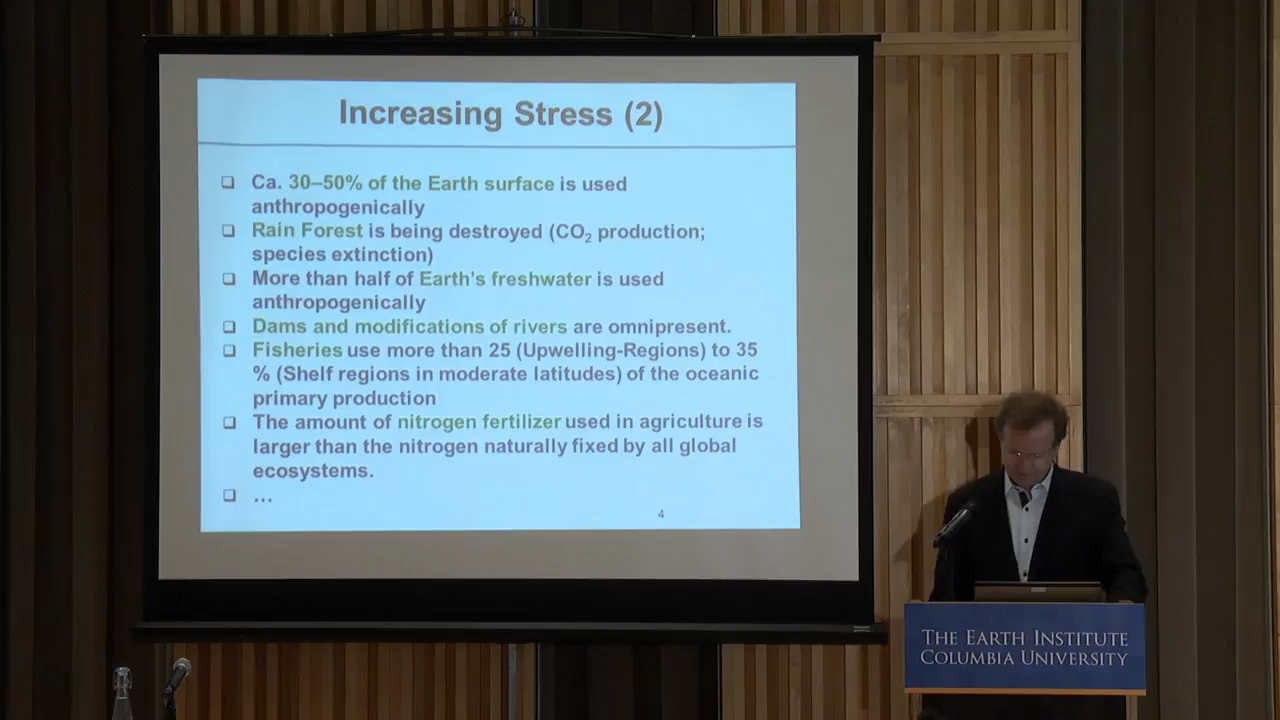 Increasing Stress (2)
❑ Ca. 30–50% of the Earth surface is used
anthropogenically
❑ Rain Forest is being destroyed (CO₂ production;
species extinction)
❑ More than half of Earth's freshwater is used
anthropogenically
❑ Dams and modifications of rivers are omnipresent.
❑ Fisheries use more than 25 (Upwelling-Regions) to 35
% (Shelf regions in moderate latitudes) of the oceanic
primary production
❑ The amount of nitrogen fertilizer used in agriculture is
larger than the nitrogen naturally fixed by all global
ecosystems.
❑ ...
4
THE EARTH INSTITUTE
COLUMBIA UNIVERSITY